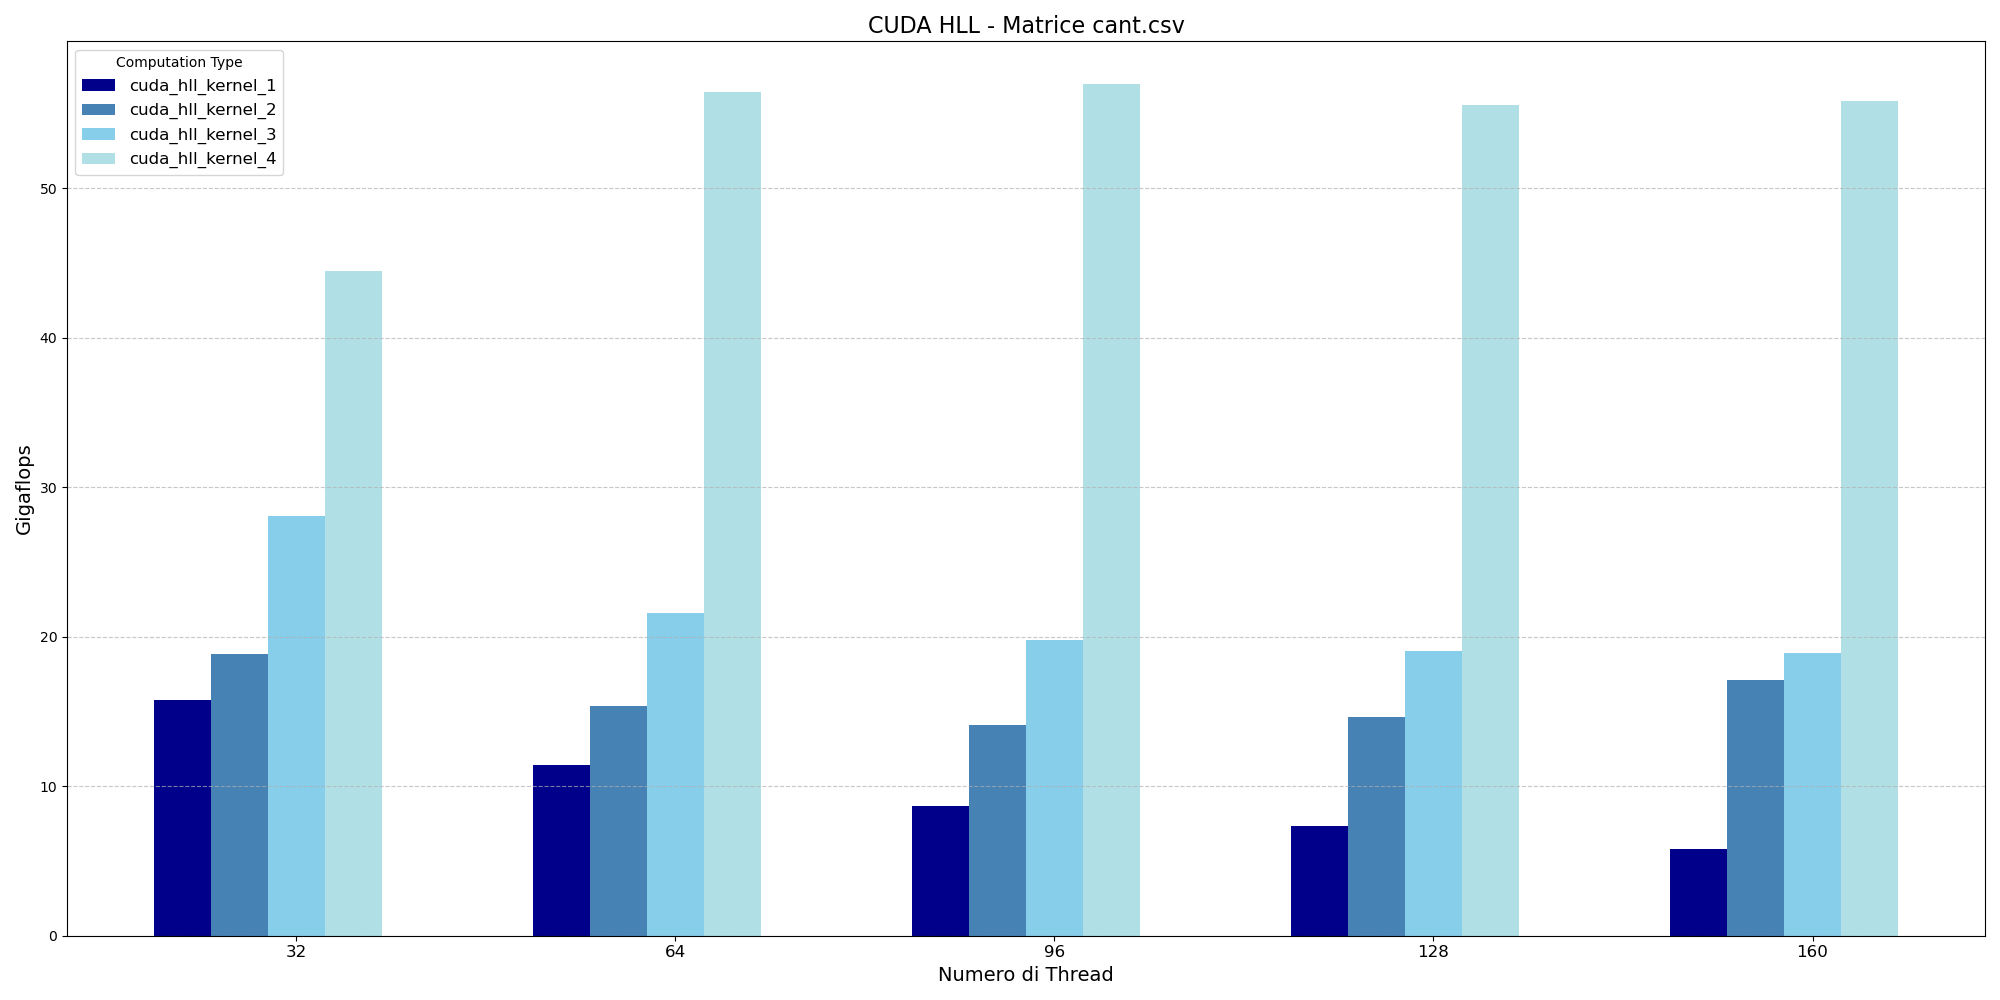 CUDA HLL - Matrice cant.csv
Computation Type
cuda_hll_kernel_1
cuda_hll_kernel_2
cuda_hll_kernel_3
cuda_hll_kernel_4
Gigaflops
50
40
30
20
10
0
32 64 96 128 160
Numero di Thread